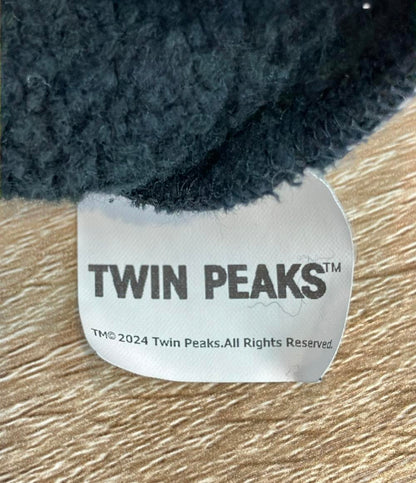 TWIN PEAKS™
TM© 2024 Twin Peaks.All Rights Reserved.